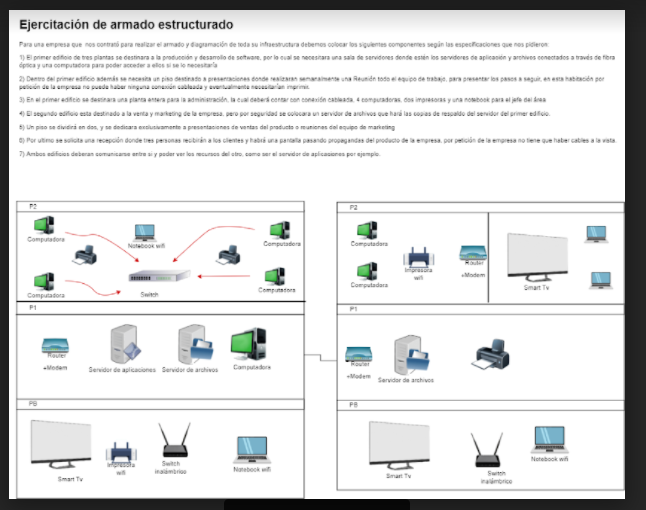 Ejercitación de armado estructurado
Para una empresa que nos contrató para realizar el armado y diagramación de toda su infraestructura debemos colocar los siguientes componentes según las especificaciones que nos pidieron:
1) El primer edificio de tres plantas se destinara a la producción y desarrollo de software, por lo cual se necesitara una sala de servidores donde estén los servidores de aplicación y archivos conectados a través de fibra
óptica y una computadora para poder acceder a ellos si se lo necesitaría
2) Dentro del primer edificio además se necesita un piso destinado a presentaciones donde realizaran semanalmente una Reunión todo el equipo de trabajo, para presentar los pasos a seguir, en esta habitación por
petición de la empresa no puede haber ninguna conexión cableada y eventualmente necesitarían imprimir.
3) En el primer edificio se destinara una planta entera para la administración, la cual deberá contar con conexión cableada, 4 computadoras, dos impresoras y una notebook para el jefe del área
4) El segundo edificio esta destinado a la venta y marketing de la empresa, pero por seguridad se colocara un servidor de archivos que hará las copias de respaldo del servidor del primer edificio.
5) Un piso se dividirá en dos, y se dedicara exclusivamente a presentaciones de ventas del producto o reuniones del equipo de marketing
6) Por ultimo se solicita una recepción donde tres personas recibirán a los clientes y habrá una pantalla pasando propagandas del producto de la empresa, por petición de la empresa no tiene que haber cables a la vista
7) Ambos edificios deberan comunicarse entre si y poder ver los recursos del otro, como ser el servidor de aplicaciones por ejemplo.
P2
Computadora
Notebook wifi
Computadora
Computadora
Switch
Computadora
P1
Router
+Modem
Servidor de aplicaciones
Servidor de archivos
Computadora
PB
Smart Tv
Impresora
wifi
Switch
inalámbrico
Notebook wifi
P2
Computadora
Computadora
Impresora
wifi
Router
+Modem
Smart Tv
P1
Router
+Modem
Servidor de archivos
PB
Smart Tv
Switch
inalámbrico
Notebook wifi